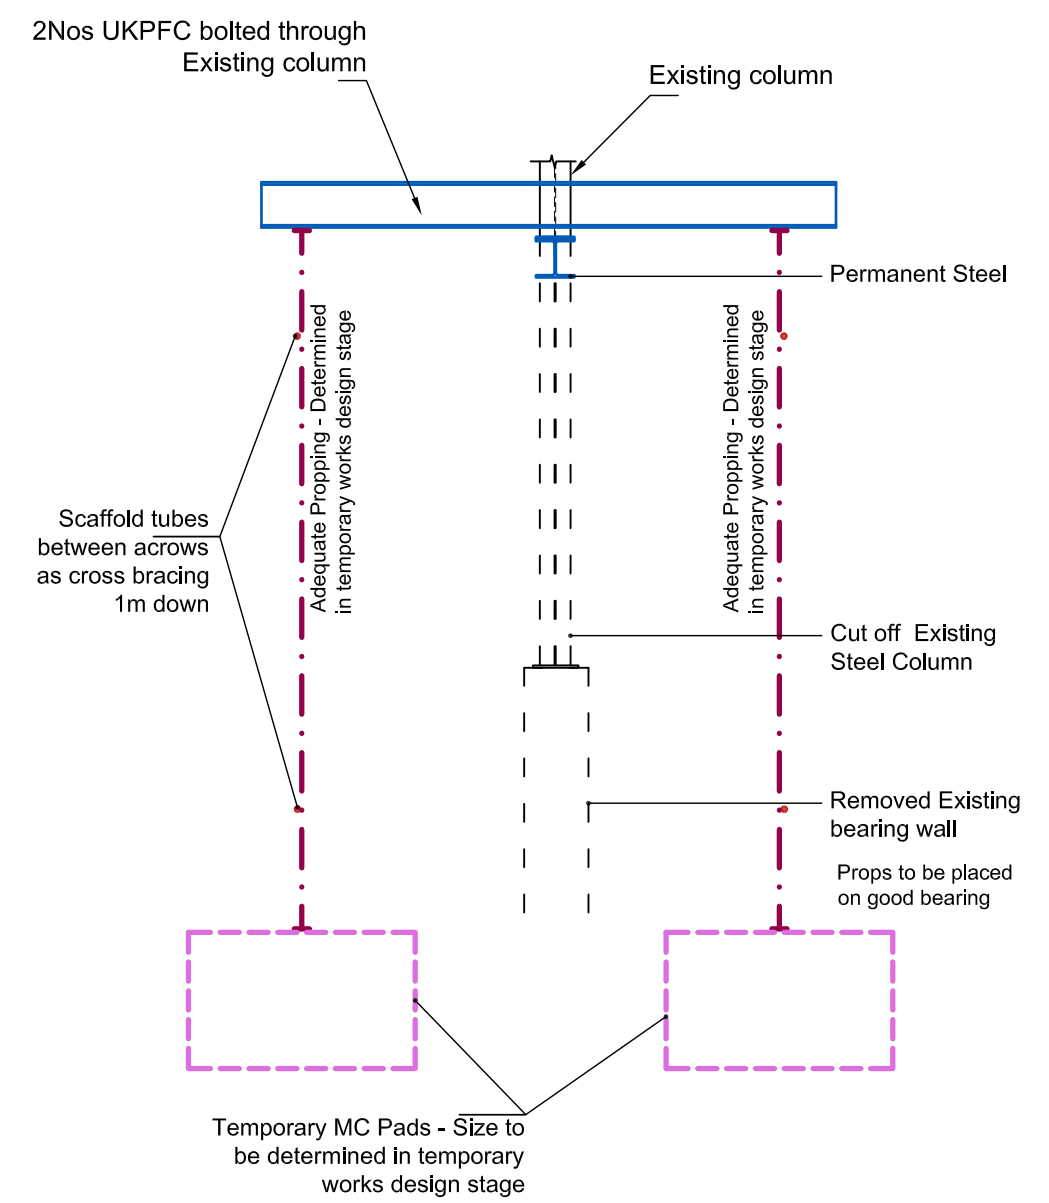 2Nos UKPFC bolted through
Existing column
Existing column
Permanent Steel
Adequate Propping - Determined
in temporary works design stage
Adequate Propping - Determined
in temporary works design stage
Scaffold tubes
between acrows
as cross bracing
1m down
Cut off Existing
Steel Column
Removed Existing
bearing wall
Props to be placed
on good bearing
Temporary MC Pads - Size to
be determined in temporary
works design stage